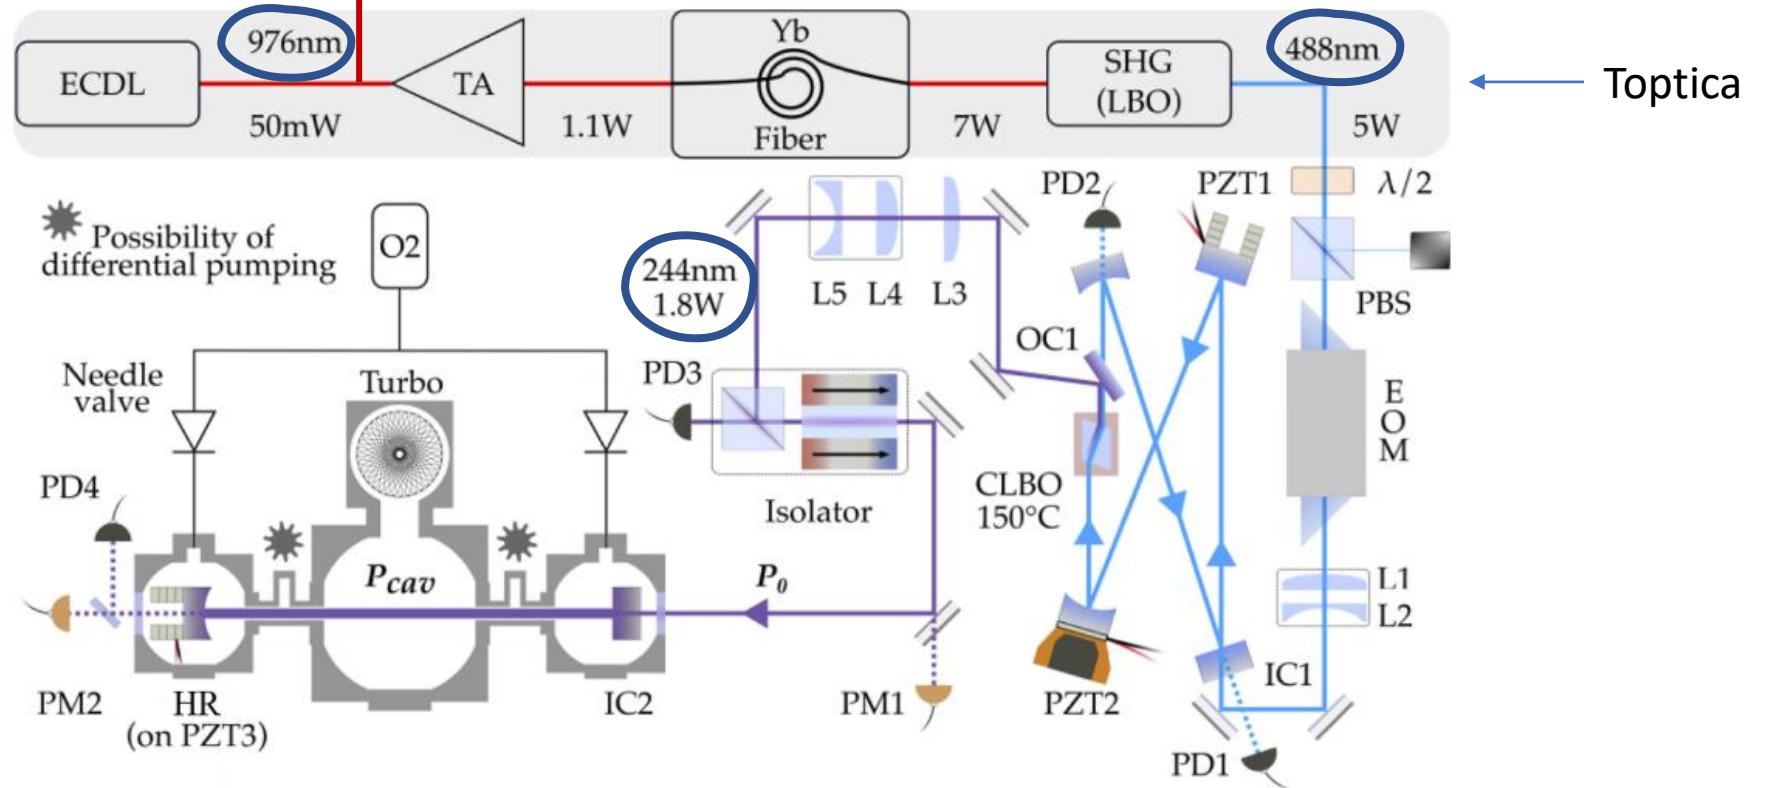 976nm
Yb
488nm
ECDL
TA
SHG
(LBO)
Toptica
50mW
1.1W
Fiber
7W
5W
PD2
PZT1
λ/2
Possibility of
differential pumping
O2
244nm
1.8W
L5
L4
L3
PBS
OC1
Needle
valve
Turbo
PD3
E
O
M
PD4
Isolator
CLBO
150°C
Pcav
P0
L1
L2
PM2
HR
(on PZT3)
IC2
PM1
PZT2
IC1
PD1